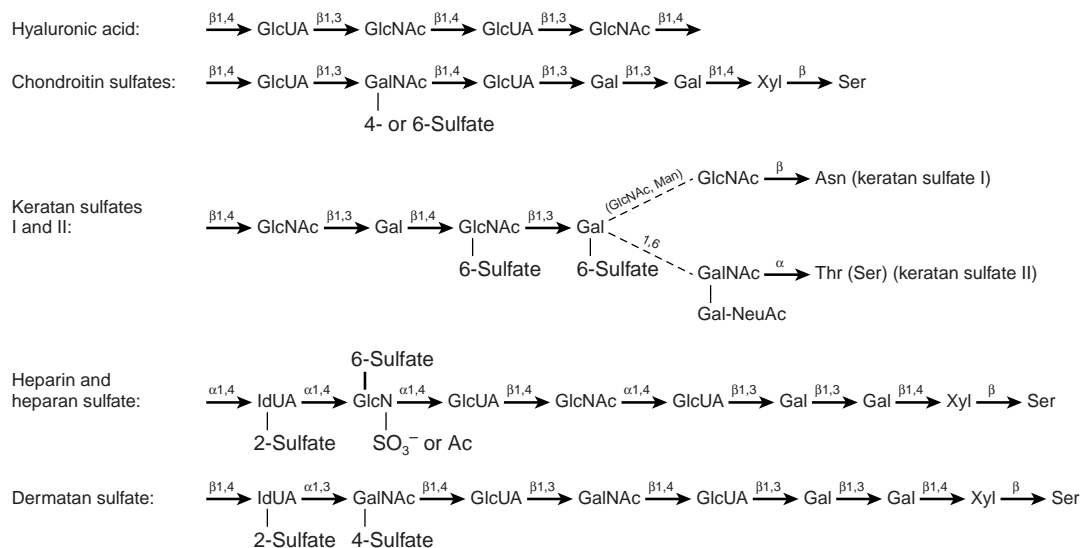 Hyaluronic acid: β1,4 GlcUA β1,3 GlcNAc β1,4 GlcUA β1,3 GlcNAc β1,4
Chondroitin sulfates: β1,4 GlcUA β1,3 GalNAc β1,4 GlcUA β1,3 Gal β1,3 Gal β1,4 Xyl β Ser
4- or 6-Sulfate
(GlcNAc, Man) GlcNAc β Asn (keratan sulfate I)
Keratan sulfates
I and II: β1,4 GlcNAc β1,3 Gal β1,4 GlcNAc β1,3 Gal
6-Sulfate 6-Sulfate
1,6 GalNAc α Thr (Ser) (keratan sulfate II)
Gal-NeuAc
6-Sulfate
Heparin and
heparan sulfate: α1,4 IdUA α1,4 GlcN α1,4 GlcUA β1,4 GlcNAc α1,4 GlcUA β1,3 Gal β1,3 Gal β1,4 Xyl β Ser
2-Sulfate SO₃⁻ or Ac
Dermatan sulfate: β1,4 IdUA α1,3 GalNAc β1,4 GlcUA β1,3 GalNAc β1,4 GlcUA β1,3 Gal β1,3 Gal β1,4 Xyl β Ser
2-Sulfate 4-Sulfate